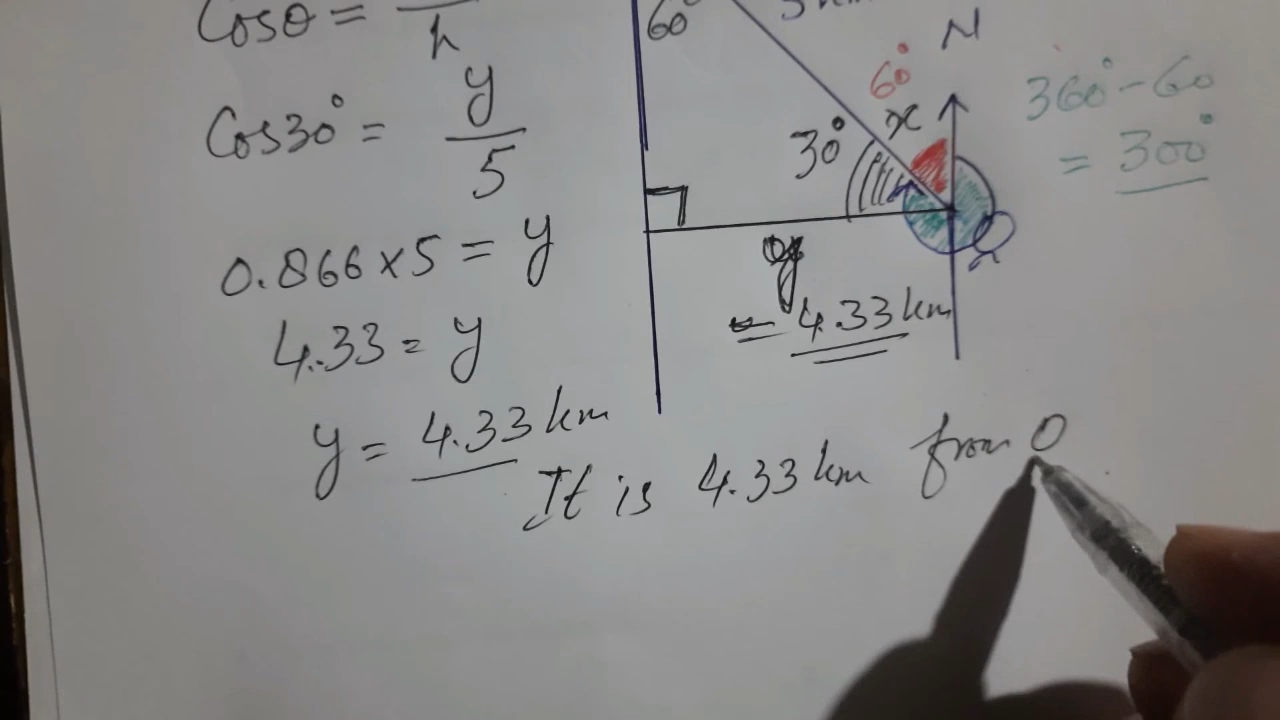 Cosθ =
h
Cos30° = y
5
0.866×5 = y
4.33 = y
y = 4.33 km
It is 4.33 km from O
60°
N
60°
x
30°
360° - 60
= 300°
y
= 4.33 km